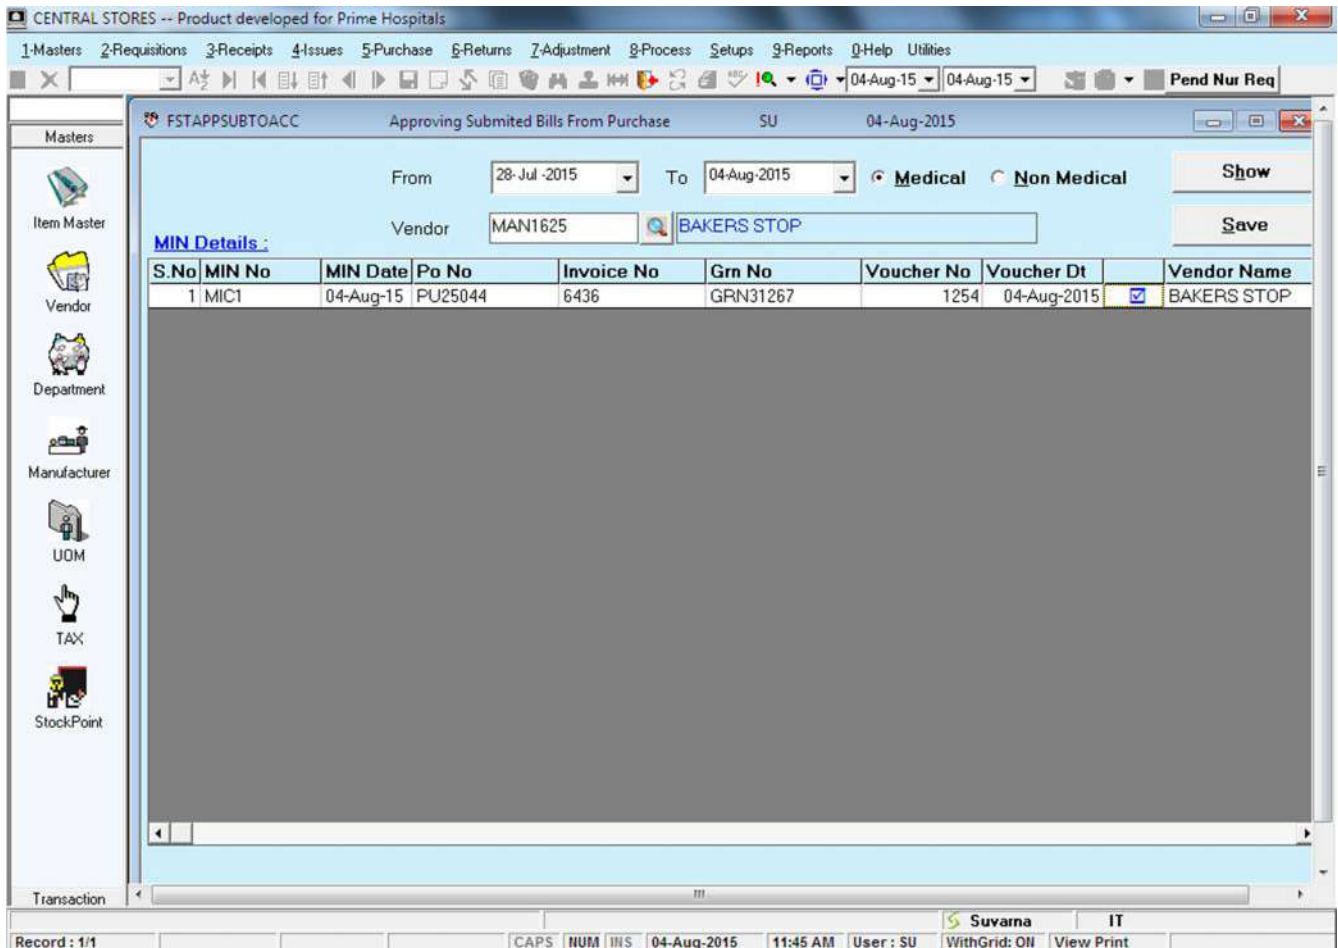 CENTRAL STORES -- Product developed for Prime Hospitals
1-Masters 2-Requisitions 3-Receipts 4-Issues 5-Purchase 6-Returns 7-Adjustment 8-Process Setups 9-Reports 0-Help Utilities
04-Aug-15 04-Aug-15 Pend Nur Req
Masters
FSTAPPSUBTOACC Approving Submited Bills From Purchase SU 04-Aug-2015
From 28-Jul-2015 To 04-Aug-2015 Medical Non Medical Show
Vendor MAN1625 BAKERS STOP Save
MIN Details :
S.No MIN No MIN Date Po No Invoice No Grn No Voucher No Voucher Dt Vendor Name
1 MIC1 04-Aug-15 PU25044 6436 GRN31267 1254 04-Aug-2015 BAKERS STOP
Item Master
Vendor
Department
Manufacturer
UOM
TAX
StockPoint
Transaction
Suvarna IT
Record : 1/1 CAPS NUM INS 04-Aug-2015 11:45 AM User : SU WithGrid: ON View Print